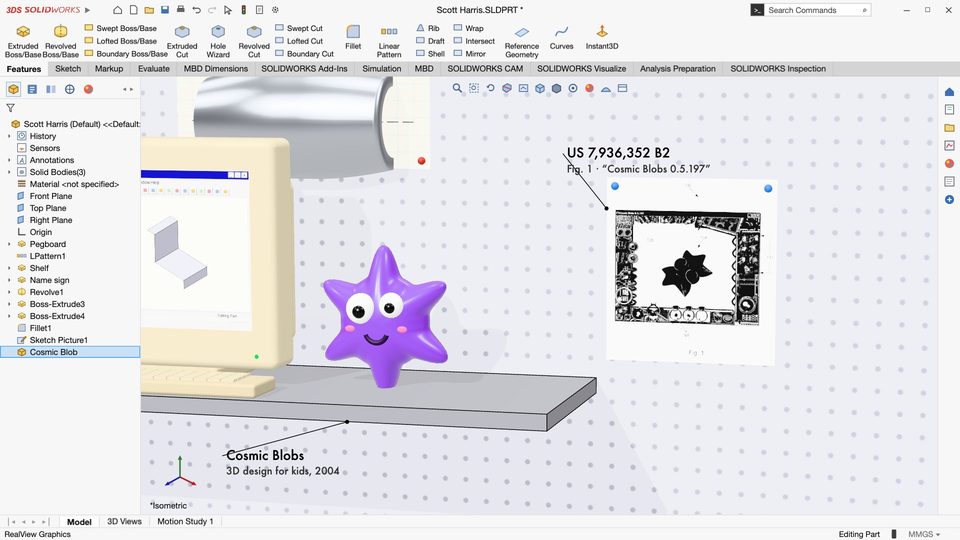 3DS SOLIDWORKS
Scott Harris.SLDPRT *
Search Commands
Extruded Boss/Base
Revolved Boss/Base
Swept Boss/Base
Lofted Boss/Base
Boundary Boss/Base
Extruded Cut
Hole Wizard
Revolved Cut
Swept Cut
Lofted Cut
Boundary Cut
Fillet
Linear Pattern
Rib
Draft
Shell
Wrap
Intersect
Mirror
Reference Geometry
Curves
Instant3D
Features
Sketch
Markup
Evaluate
MBD Dimensions
SOLIDWORKS Add-Ins
Simulation
MBD
SOLIDWORKS CAM
SOLIDWORKS Visualize
Analysis Preparation
SOLIDWORKS Inspection
Scott Harris (Default) <<Default:
History
Sensors
Annotations
Solid Bodies(3)
Material <not specified>
Front Plane
Top Plane
Right Plane
Origin
Pegboard
LPattern1
Shelf
Name sign
Revolve1
Boss-Extrude3
Boss-Extrude4
Fillet1
Sketch Picture1
Cosmic Blob
US 7,936,352 B2
Fig. 1 · “Cosmic Blobs 0.5.197”
Fig. 1
Editing Part
Cosmic Blobs
3D design for kids, 2004
*Isometric
Model
3D Views
Motion Study 1
RealView Graphics
Editing Part
MMGS